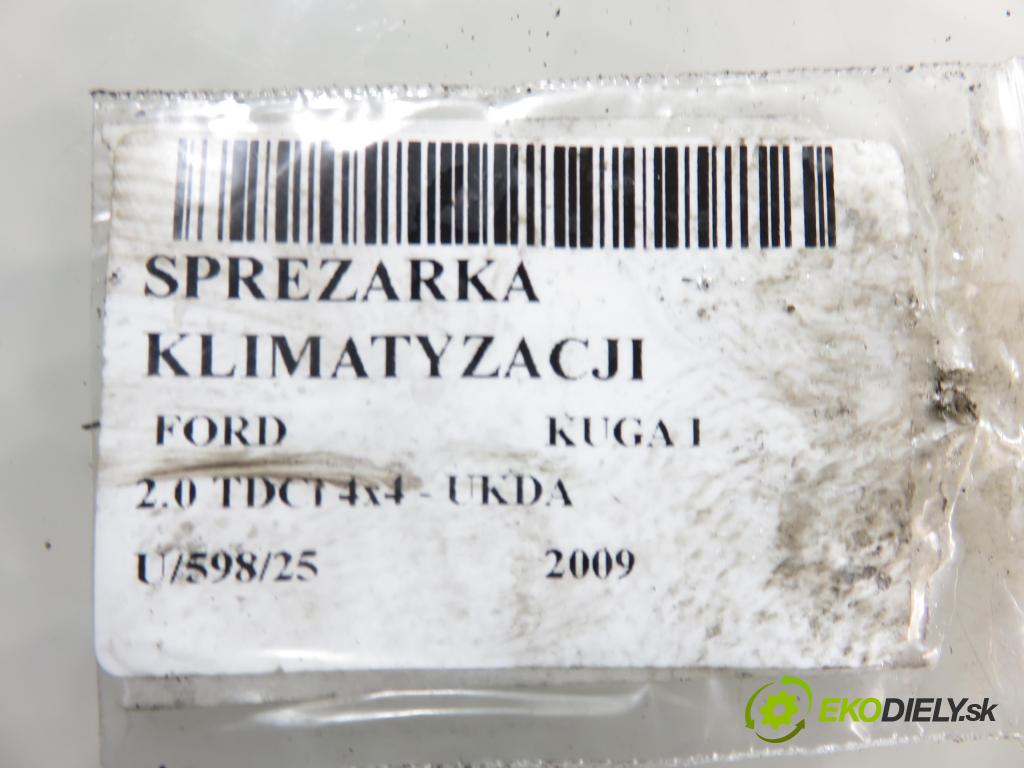 SPREZARKA
KLIMATYZACJI
FORD KUGA I
2.0 TDCI 4x4 - UKDA
U/598/25 2009
EKODIELY.sk